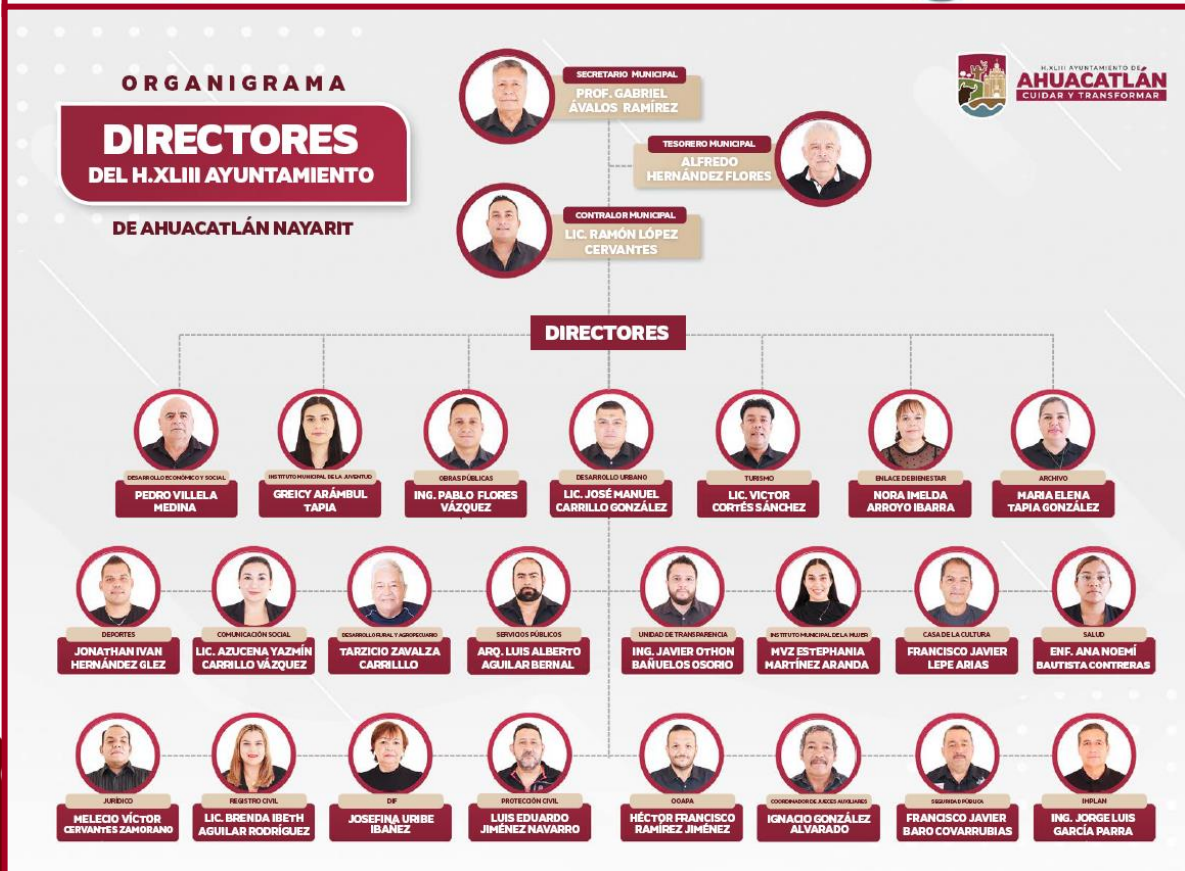 ORGANIGRAMA
DIRECTORES
DEL H.XLIII AYUNTAMIENTO
DE AHUACATLÁN NAYARIT
H.XLIII AYUNTAMIENTO DE
AHUACATLÁN
CUIDAR Y TRANSFORMAR
SECRETARIO MUNICIPAL
PROF. GABRIEL
ÁVALOS RAMÍREZ
TESORERO MUNICIPAL
ALFREDO
HERNÁNDEZ FLORES
CONTRALOR MUNICIPAL
LIC. RAMÓN LÓPEZ
CERVANTES
DIRECTORES
DESARROLLO ECONÓMICO Y SOCIAL
PEDRO VILLELA
MEDINA
INSTITUTO MUNICIPAL DE LA JUVENTUD
GREICY ARÁMBUL
TAPIA
OBRAS PÚBLICAS
ING. PABLO FLORES
VÁZQUEZ
DESARROLLO URBANO
LIC. JOSÉ MANUEL
CARRILLO GONZÁLEZ
TURISMO
LIC. VICTOR
CORTÉS SÁNCHEZ
ENLACE DE BIENESTAR
NORA IMELDA
ARROYO IBARRA
ARCHIVO
MARIA ELENA
TAPIA GONZÁLEZ
DEPORTES
JONATHAN IVAN
HERNÁNDEZ GLEZ
COMUNICACIÓN SOCIAL
LIC. AZUCENA YAZMÍN
CARRILLO VÁZQUEZ
DESARROLLO RURAL Y AGROPECUARIO
TARZICIO ZAVALZA
CARRILLLO
SERVICIOS PÚBLICOS
ARQ. LUIS ALBERTO
AGUILAR BERNAL
UNIDAD DE TRANSPARENCIA
ING. JAVIER OTHON
BAÑUELOS OSORIO
INSTITUTO MUNICIPAL DE LA MUJER
MVZ ESTEPHANIA
MARTÍNEZ ARANDA
CASA DE LA CULTURA
FRANCISCO JAVIER
LEPE ARIAS
SALUD
ENF. ANA NOEMÍ
BAUTISTA CONTRERAS
JURÍDICO
MELECIO VÍCTOR
CERVANTES ZAMORANO
REGISTRO CIVIL
LIC. BRENDA IBETH
AGUILAR RODRÍGUEZ
DIF
JOSEFINA URIBE
IBAÑEZ
PROTECCIÓN CIVIL
LUIS EDUARDO
JIMÉNEZ NAVARRO
OOAPA
HÉCTOR FRANCISCO
RAMÍREZ JIMÉNEZ
COORDINADOR DE JUECES AUXILIARES
IGNACIO GONZÁLEZ
ALVARADO
SEGURIDAD PÚBLICA
FRANCISCO JAVIER
BARO COVARRUBIAS
IMPLAN
ING. JORGE LUIS
GARCÍA PARRA